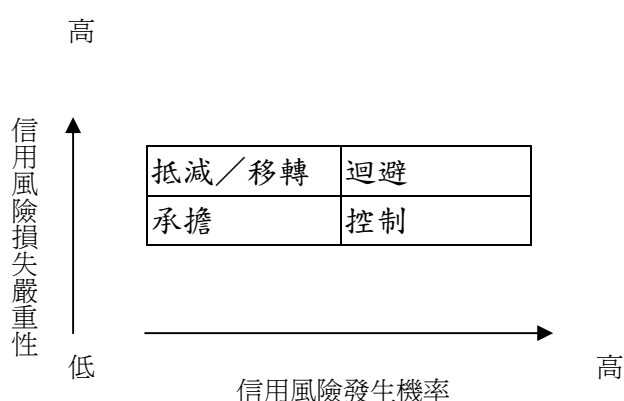 高
信用風險損失嚴重性
抵減／移轉 迴避
承擔 控制
低
高
信用風險發生機率